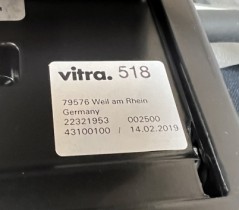 vitra. 518
79576 Weil am Rhein
Germany
22321953 002500
43100100 / 14.02.2019